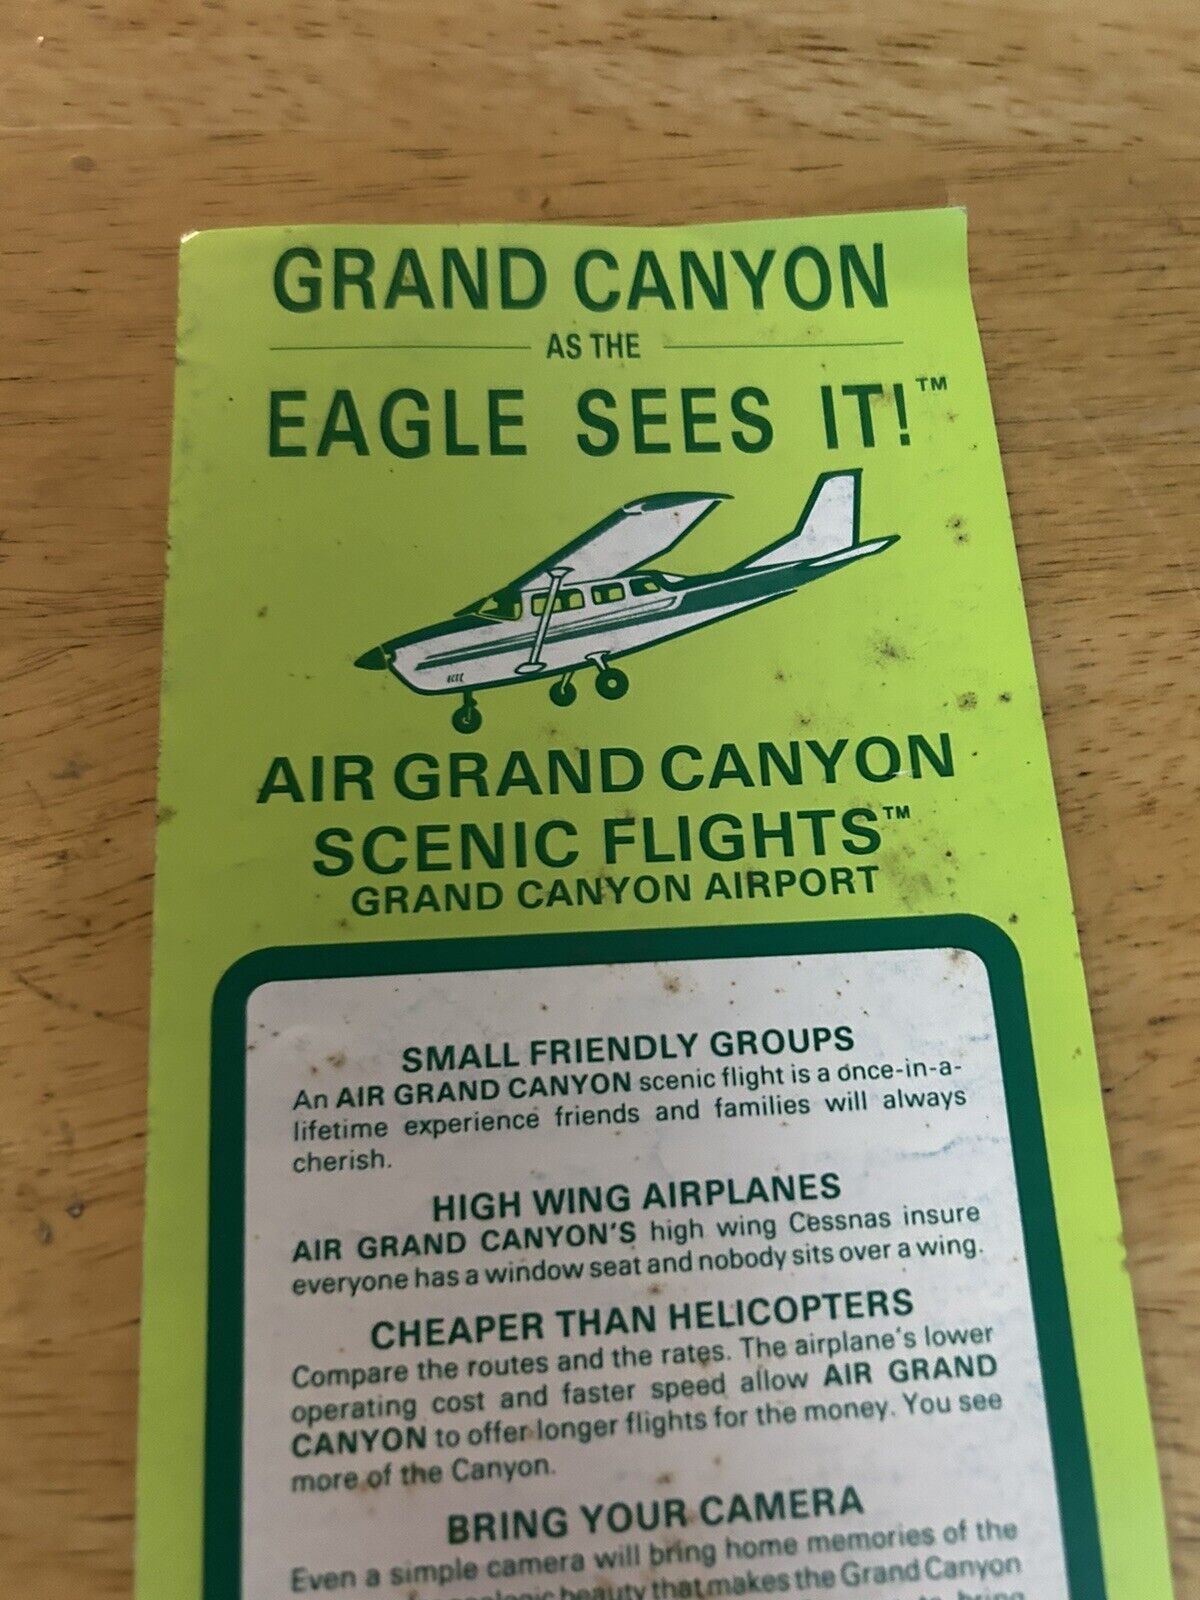 GRAND CANYON
AS THE
EAGLE SEES IT!™
AIR GRAND CANYON
SCENIC FLIGHTS™
GRAND CANYON AIRPORT
SMALL FRIENDLY GROUPS
An AIR GRAND CANYON scenic flight is a once-in-a-
lifetime experience friends and families will always
cherish.
HIGH WING AIRPLANES
AIR GRAND CANYON'S high wing Cessnas insure
everyone has a window seat and nobody sits over a wing.
CHEAPER THAN HELICOPTERS
Compare the routes and the rates. The airplane's lower
operating cost and faster speed allow AIR GRAND
CANYON to offer longer flights for the money. You see
more of the Canyon.
BRING YOUR CAMERA
Even a simple camera will bring home memories of the
beauty that makes the Grand Canyon
bring